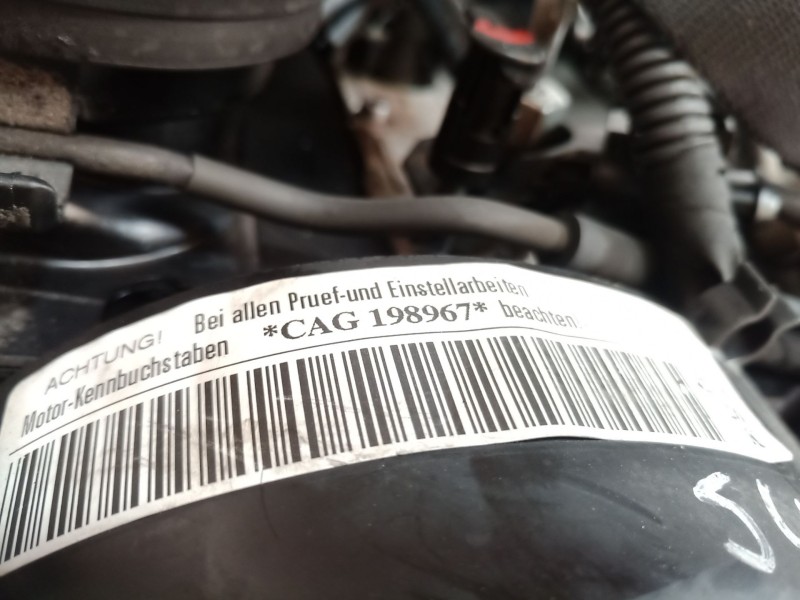 ACHTUNG! Bei allen Pruef-und Einstellarbeiten
Motor-Kennbuchstaben *CAG 198967* beachten